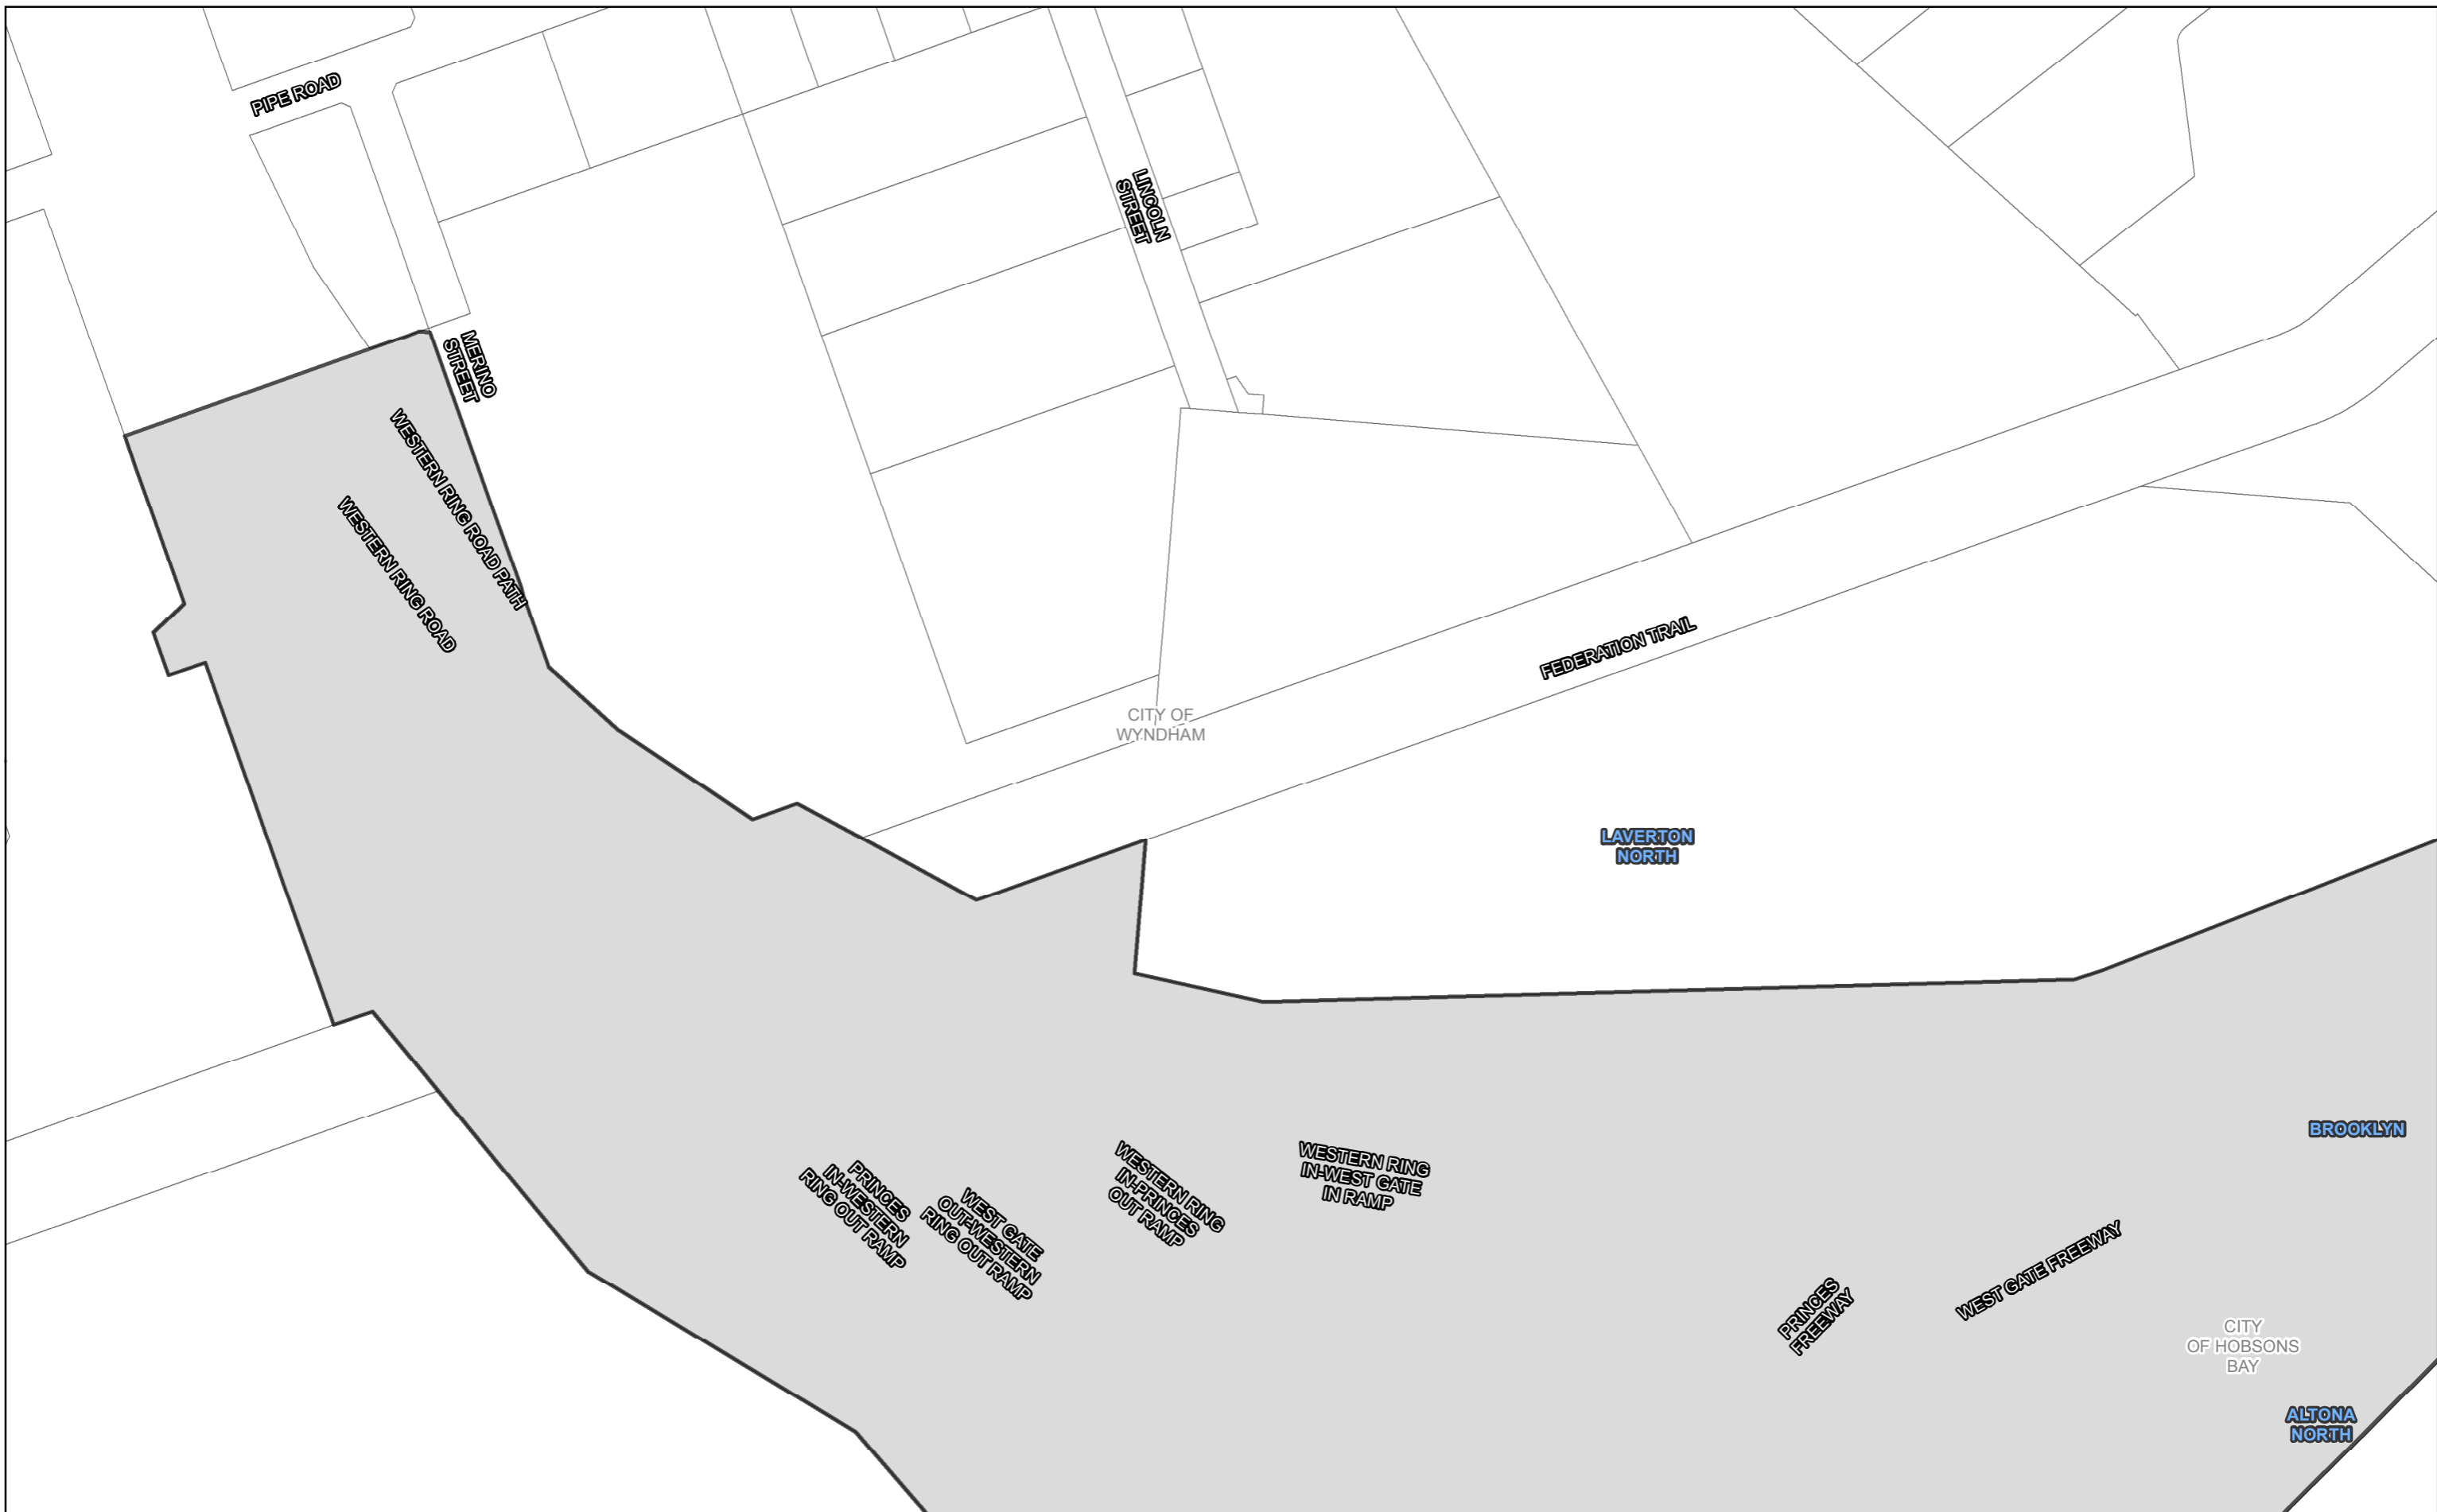 PIPE ROAD
LINCOLN
STREET
MERINO
STREET
WESTERN RING ROAD PATH
WESTERN RING ROAD
FEDERATION TRAIL
CITY OF
WYNDHAM
LAVERTON
NORTH
BROOKLYN
PRINCES
IN-WESTERN
RING OUT RAMP
WEST GATE
OUT-WESTERN
RING OUT RAMP
WESTERN RING
IN-PRINCES
OUT RAMP
WESTERN RING
IN-WEST GATE
IN RAMP
PRINCES
FREEWAY
WEST GATE FREEWAY
CITY
OF HOBSONS
BAY
ALTONA
NORTH